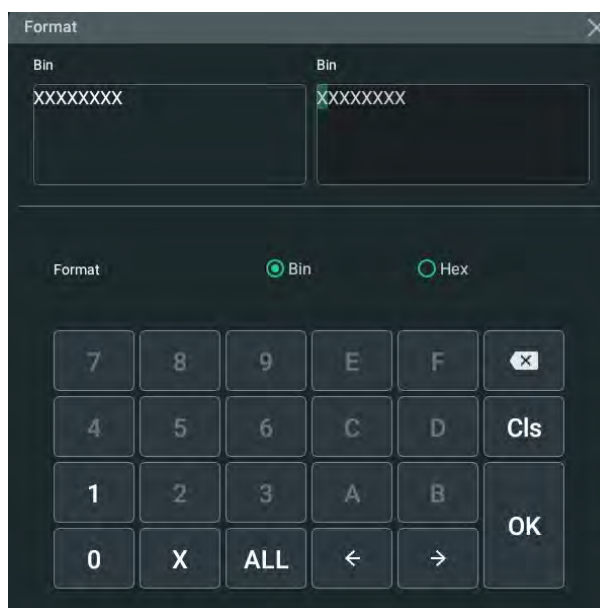 Format
Bin Bin
XXXXXXXX XXXXXXXX
Format Bin Hex
7 8 9 E F
4 5 6 C D Cls
1 2 3 A B
OK
0 X ALL ← →